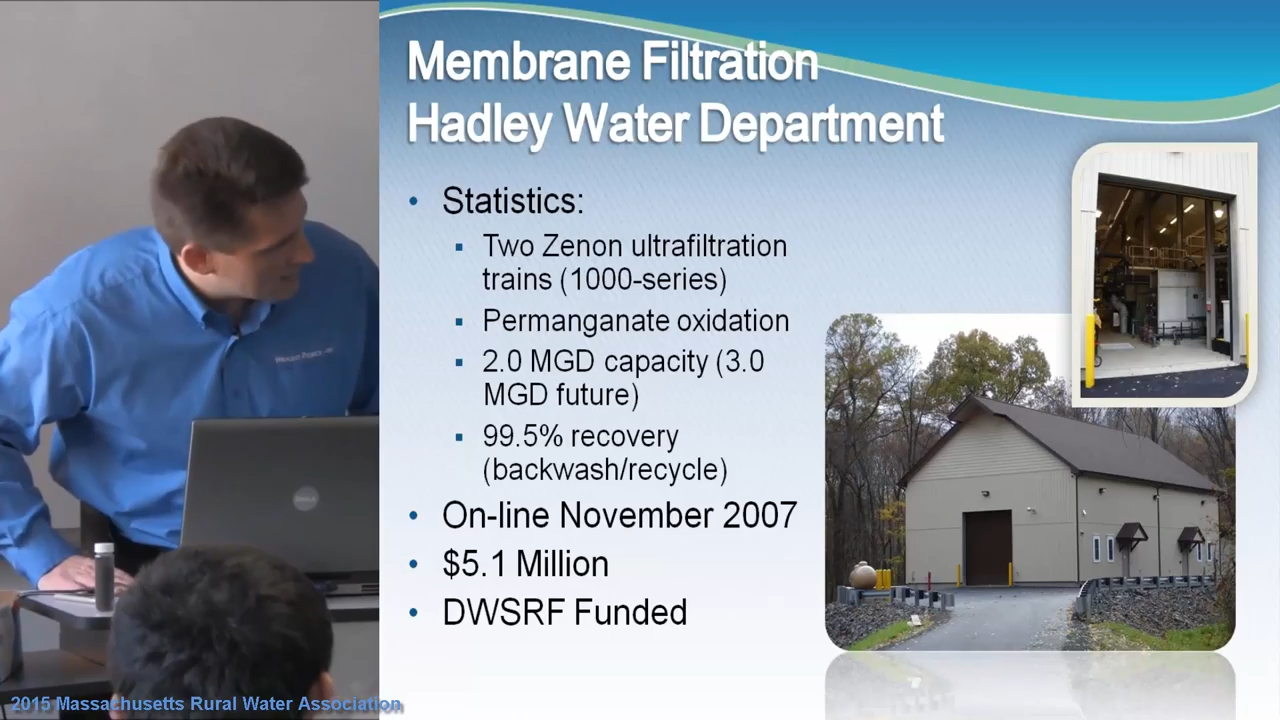 Membrane Filtration
Hadley Water Department
• Statistics:
▪ Two Zenon ultrafiltration
trains (1000-series)
▪ Permanganate oxidation
▪ 2.0 MGD capacity (3.0
MGD future)
▪ 99.5% recovery
(backwash/recycle)
• On-line November 2007
• $5.1 Million
• DWSRF Funded
DELL
2015 Massachusetts Rural Water Association